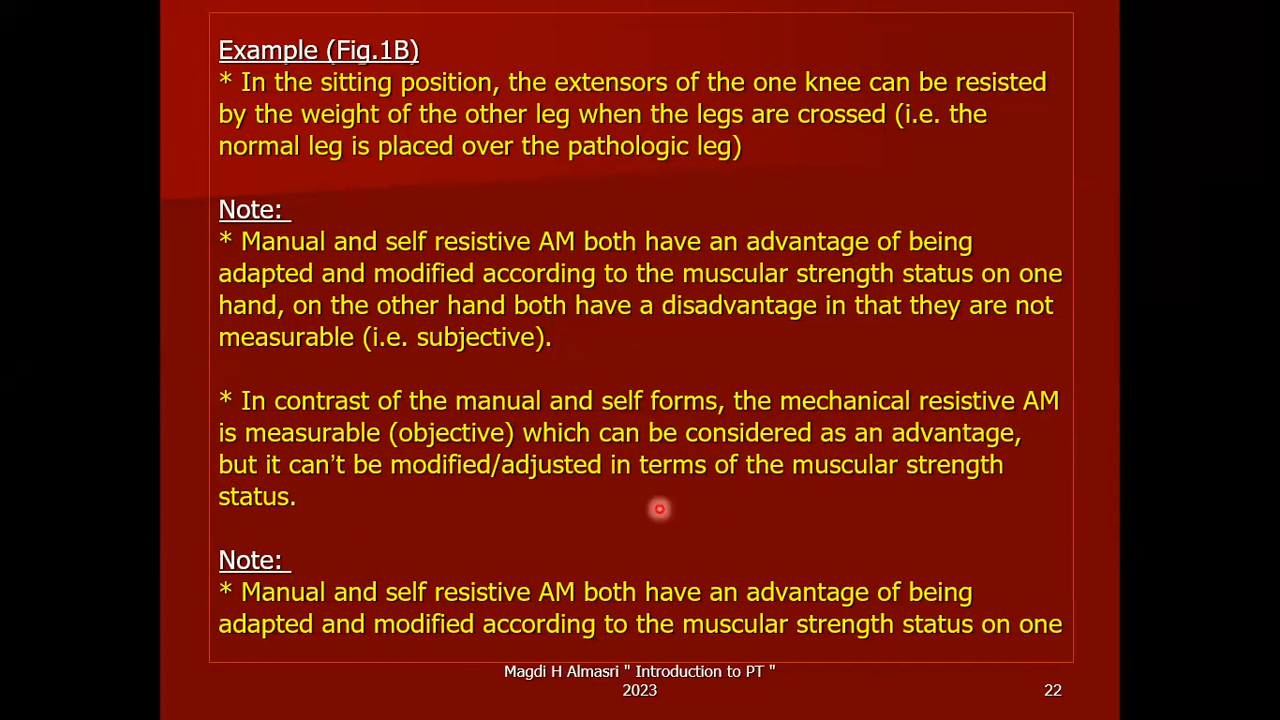 Example (Fig.1B)
* In the sitting position, the extensors of the one knee can be resisted
by the weight of the other leg when the legs are crossed (i.e. the
normal leg is placed over the pathologic leg)
Note:
* Manual and self resistive AM both have an advantage of being
adapted and modified according to the muscular strength status on one
hand, on the other hand both have a disadvantage in that they are not
measurable (i.e. subjective).
* In contrast of the manual and self forms, the mechanical resistive AM
is measurable (objective) which can be considered as an advantage,
but it can’t be modified/adjusted in terms of the muscular strength
status.
Note:
* Manual and self resistive AM both have an advantage of being
adapted and modified according to the muscular strength status on one
Magdi H Almasri " Introduction to PT "
2023
22